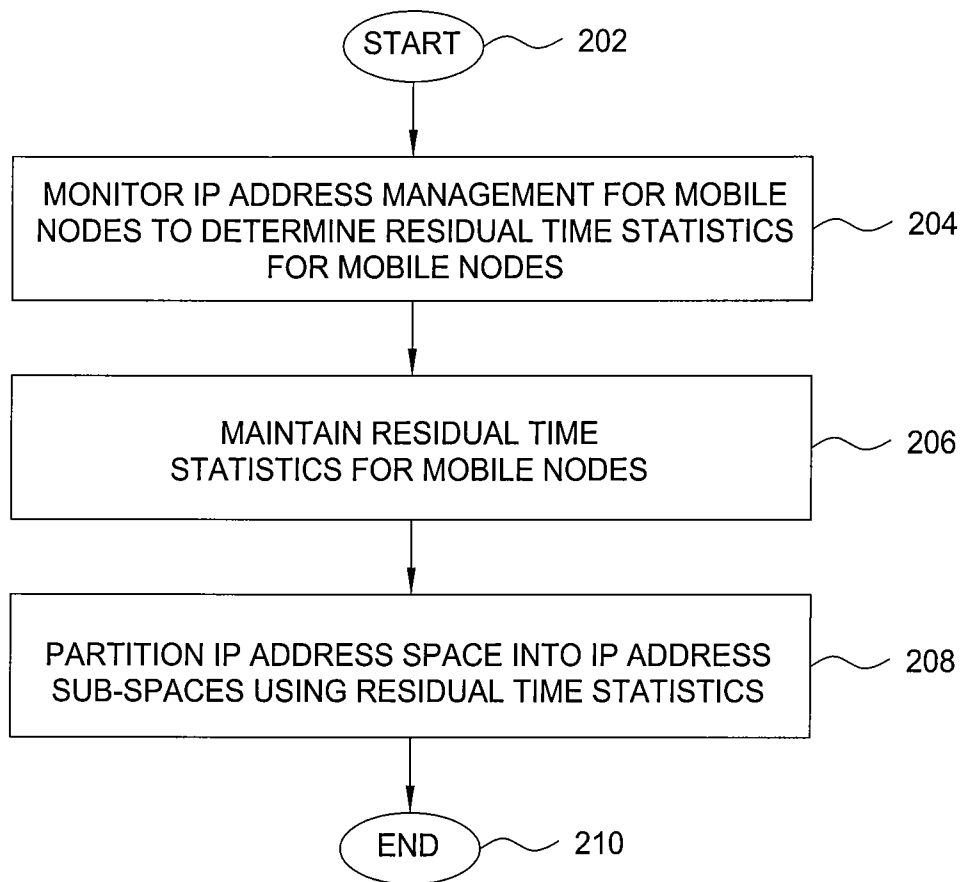 START
202
MONITOR IP ADDRESS MANAGEMENT FOR MOBILE
NODES TO DETERMINE RESIDUAL TIME STATISTICS
FOR MOBILE NODES
204
MAINTAIN RESIDUAL TIME
STATISTICS FOR MOBILE NODES
206
PARTITION IP ADDRESS SPACE INTO IP ADDRESS
SUB-SPACES USING RESIDUAL TIME STATISTICS
208
END
210